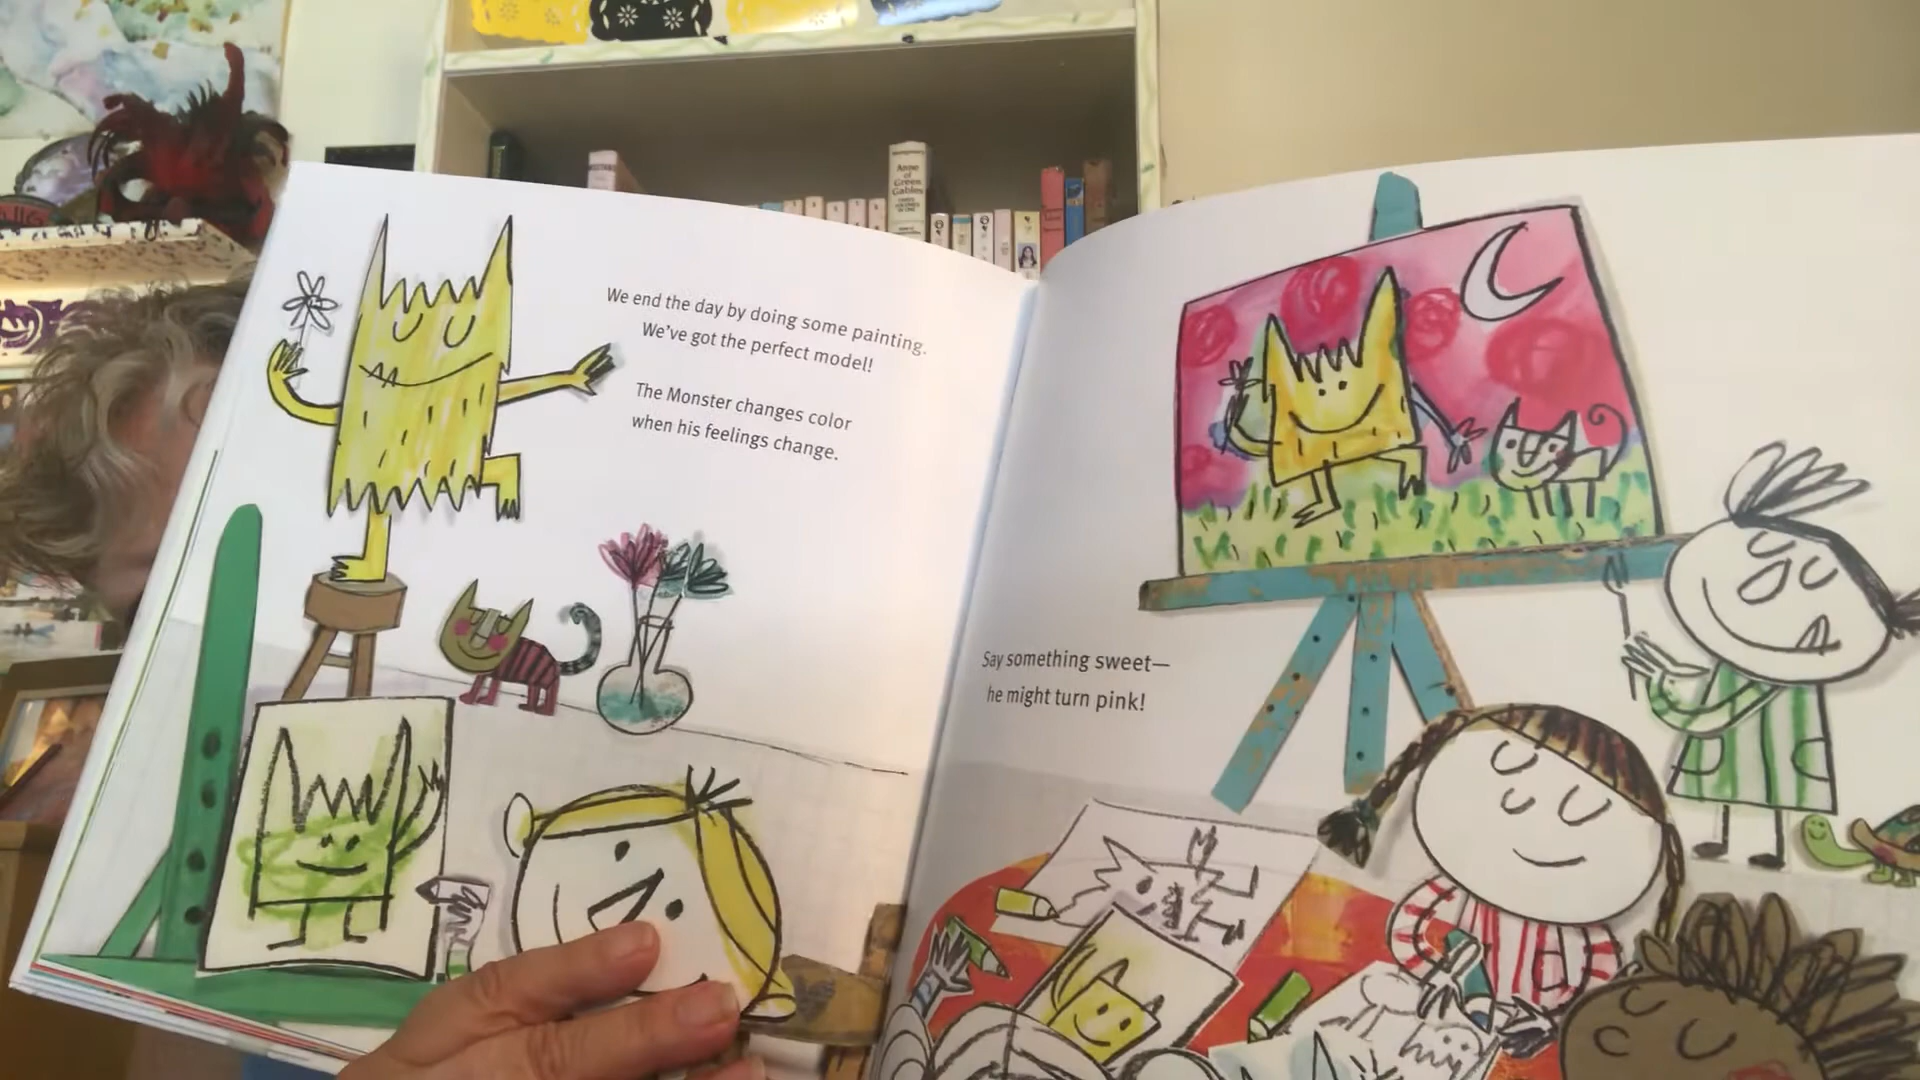 Anne
of
Green
Gables
We end the day by doing some painting.
We've got the perfect model!
The Monster changes color
when his feelings change.
Say something sweet—
he might turn pink!